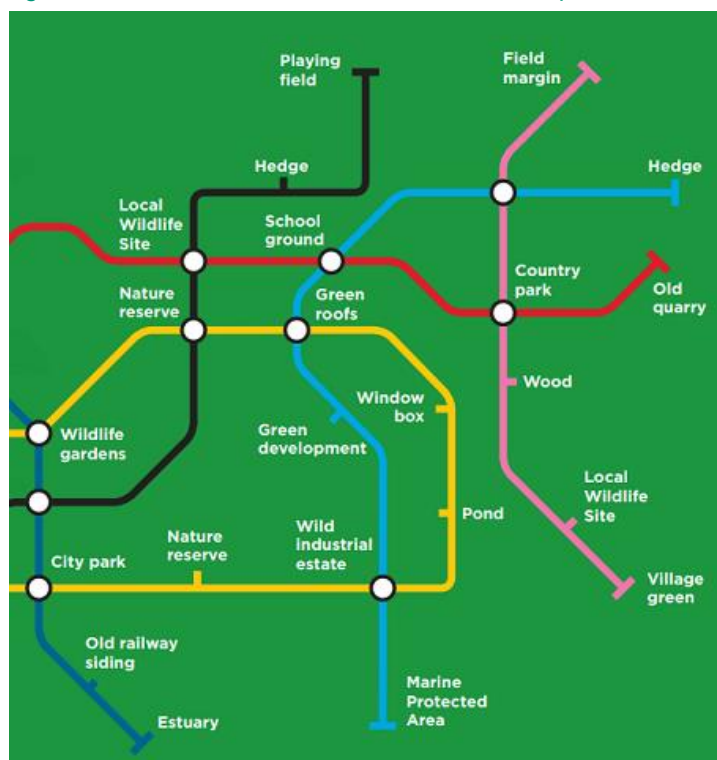 Playing
field
Field
margin
Hedge
Hedge
Local
Wildlife
Site
School
ground
Country
park
Old
quarry
Nature
reserve
Green
roofs
Wood
Window
box
Wildlife
gardens
Green
development
Local
Wildlife
Site
Pond
Nature
reserve
Wild
industrial
estate
City park
Village
green
Old railway
siding
Marine
Protected
Area
Estuary